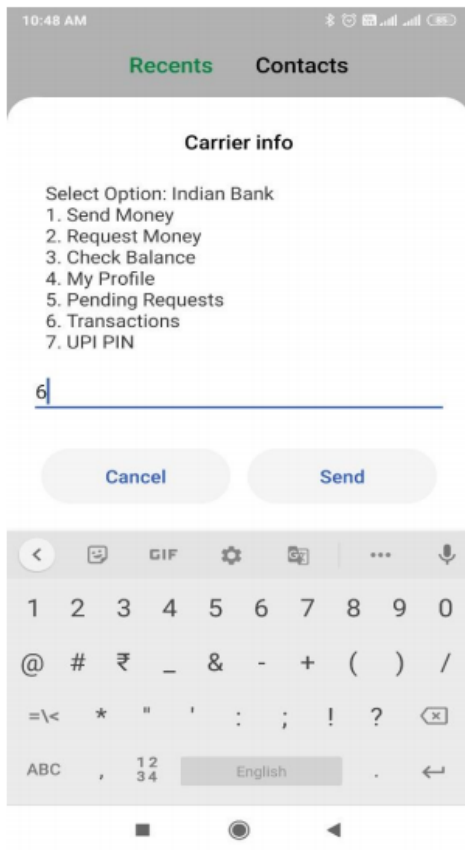 10:48 AM
Recents Contacts
Carrier info
Select Option: Indian Bank
1. Send Money
2. Request Money
3. Check Balance
4. My Profile
5. Pending Requests
6. Transactions
7. UPI PIN
6
Cancel Send
GIF
1 2 3 4 5 6 7 8 9 0
@ # ₹ _ & - + ( ) /
=\< * " ' : ; ! ?
ABC , 12 34 English .